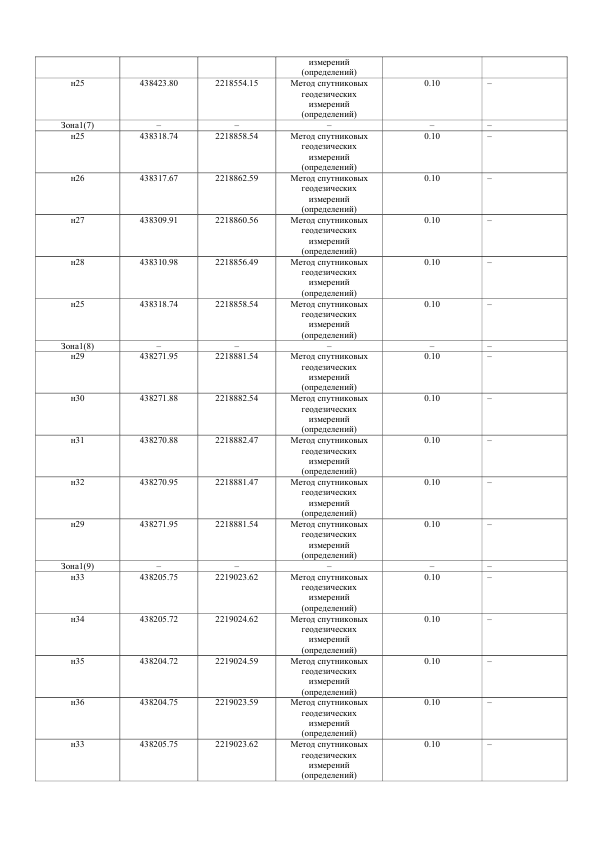 измерений
(определений)
н25 438423.80 2218554.15 Метод спутниковых 0.10 –
геодезических
измерений
(определений)
Зона1(7) – – – – –
н25 438318.74 2218858.54 Метод спутниковых 0.10 –
геодезических
измерений
(определений)
н26 438317.67 2218862.59 Метод спутниковых 0.10 –
геодезических
измерений
(определений)
н27 438309.91 2218860.56 Метод спутниковых 0.10 –
геодезических
измерений
(определений)
н28 438310.98 2218856.49 Метод спутниковых 0.10 –
геодезических
измерений
(определений)
н25 438318.74 2218858.54 Метод спутниковых 0.10 –
геодезических
измерений
(определений)
Зона1(8) – – – – –
н29 438271.95 2218881.54 Метод спутниковых 0.10 –
геодезических
измерений
(определений)
н30 438271.88 2218882.54 Метод спутниковых 0.10 –
геодезических
измерений
(определений)
н31 438270.88 2218882.47 Метод спутниковых 0.10 –
геодезических
измерений
(определений)
н32 438270.95 2218881.47 Метод спутниковых 0.10 –
геодезических
измерений
(определений)
н29 438271.95 2218881.54 Метод спутниковых 0.10 –
геодезических
измерений
(определений)
Зона1(9) – – – – –
н33 438205.75 2219023.62 Метод спутниковых 0.10 –
геодезических
измерений
(определений)
н34 438205.72 2219024.62 Метод спутниковых 0.10 –
геодезических
измерений
(определений)
н35 438204.72 2219024.59 Метод спутниковых 0.10 –
геодезических
измерений
(определений)
н36 438204.75 2219023.59 Метод спутниковых 0.10 –
геодезических
измерений
(определений)
н33 438205.75 2219023.62 Метод спутниковых 0.10 –
геодезических
измерений
(определений)